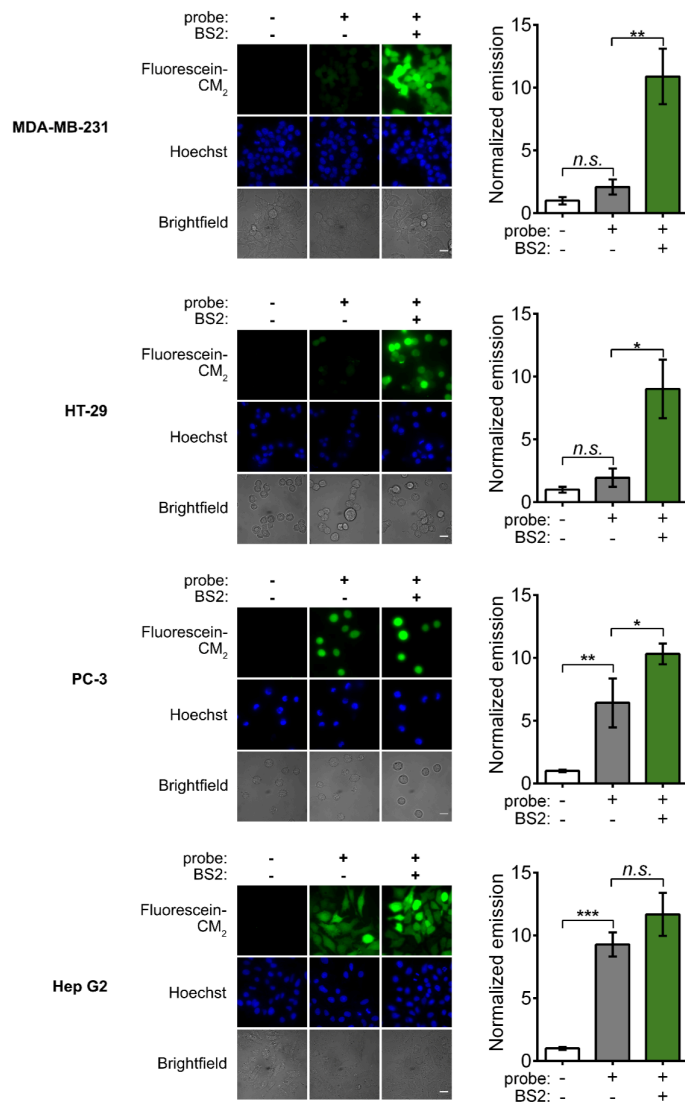 probe: - + +
BS2: - - +
Fluorescein-
CM2
MDA-MB-231
Hoechst
Brightfield
Normalized emission
15
10
5
0
**
n.s.
probe: - + +
BS2: - - +
probe: - + +
BS2: - - +
Fluorescein-
CM2
HT-29
Hoechst
Brightfield
Normalized emission
15
10
5
0
*
n.s.
probe: - + +
BS2: - - +
probe: - + +
BS2: - - +
Fluorescein-
CM2
PC-3
Hoechst
Brightfield
Normalized emission
15
10
5
0
*
**
probe: - + +
BS2: - - +
probe: - + +
BS2: - - +
Fluorescein-
CM2
Hep G2
Hoechst
Brightfield
Normalized emission
15
10
5
0
n.s.
***
probe: - + +
BS2: - - +